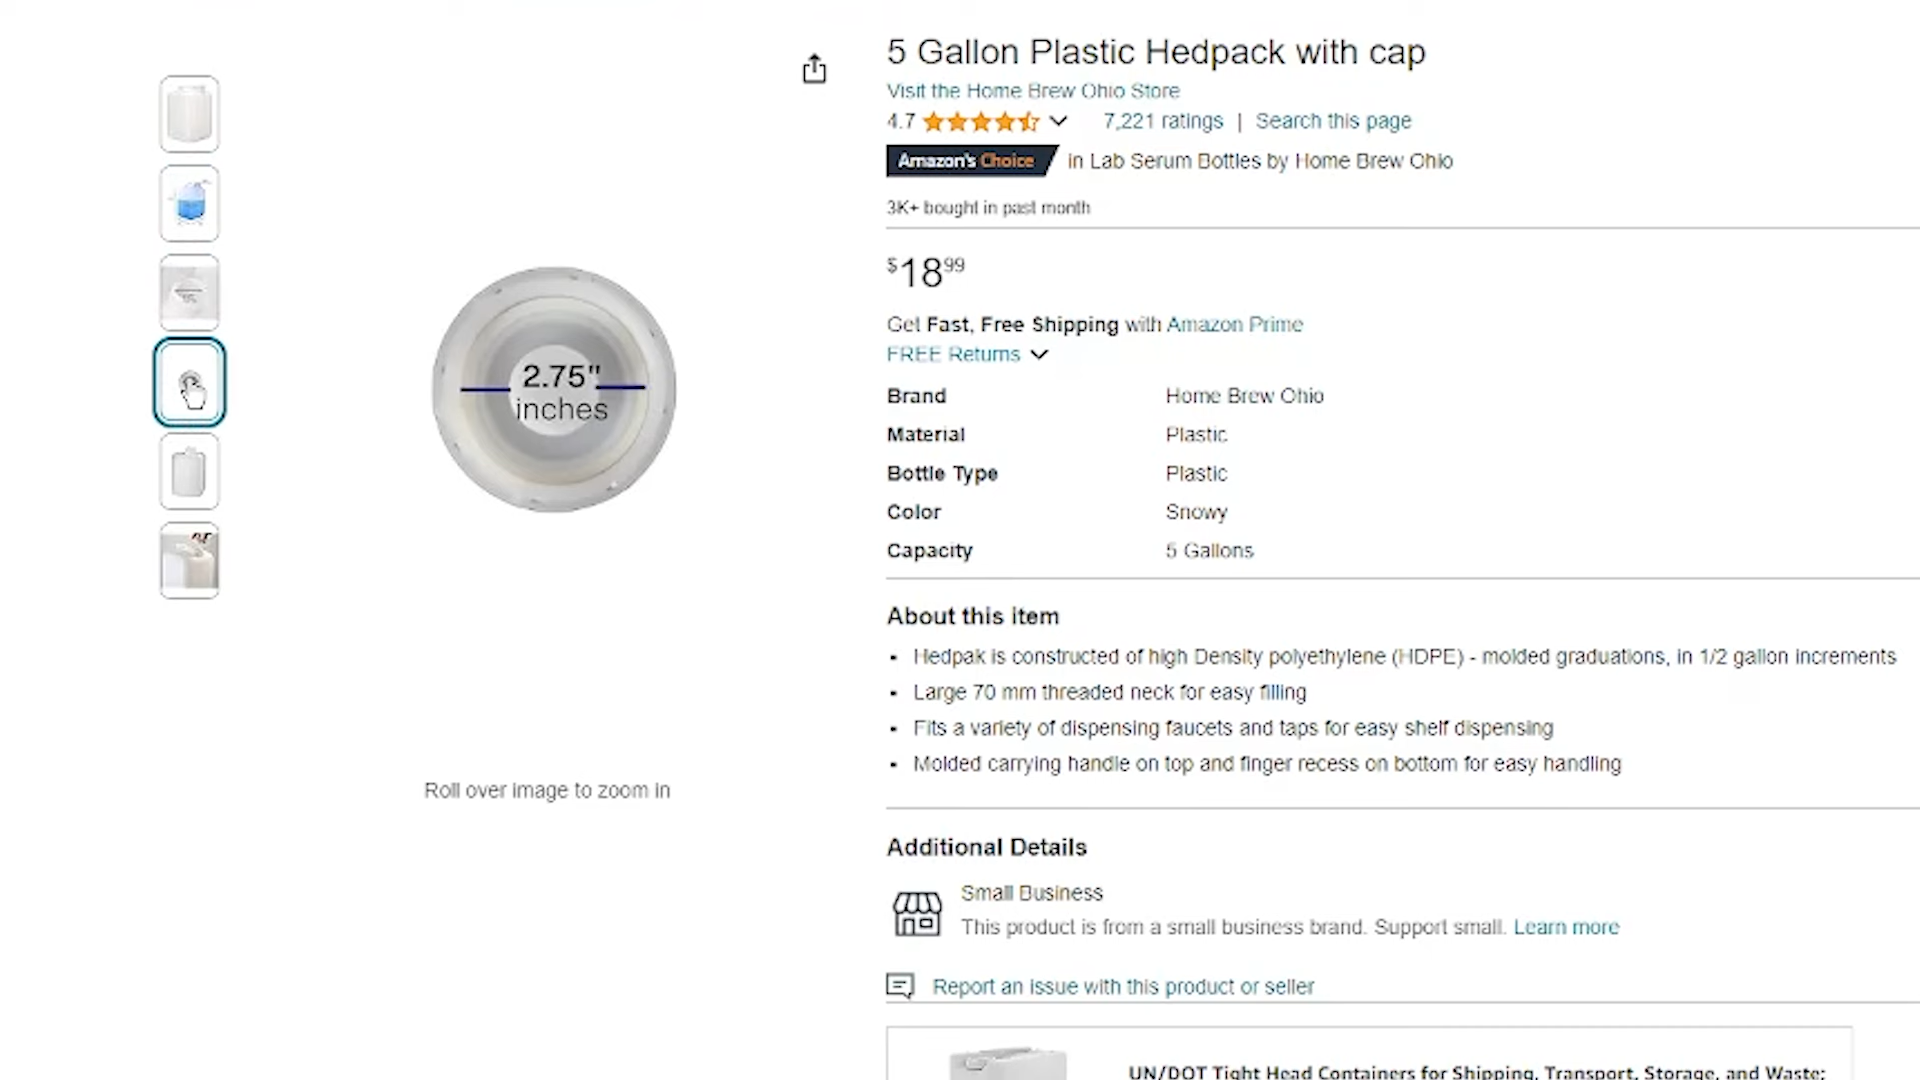 5 Gallon Plastic Hedpack with cap
Visit the Home Brew Ohio Store
4.7 7,221 ratings | Search this page
Amazon's Choice in Lab Serum Bottles by Home Brew Ohio
3K+ bought in past month
$18.99
Get Fast, Free Shipping with Amazon Prime
FREE Returns
Brand Home Brew Ohio
Material Plastic
Bottle Type Plastic
Color Snowy
Capacity 5 Gallons
2.75"
inches
Roll over image to zoom in
About this item
• Hedpak is constructed of high Density polyethylene (HDPE) - molded graduations, in 1/2 gallon increments
• Large 70 mm threaded neck for easy filling
• Fits a variety of dispensing faucets and taps for easy shelf dispensing
• Molded carrying handle on top and finger recess on bottom for easy handling
Additional Details
Small Business
This product is from a small business brand. Support small. Learn more
Report an issue with this product or seller
UN/DOT Tight Head Containers for Shipping, Transport, Storage, and Waste: